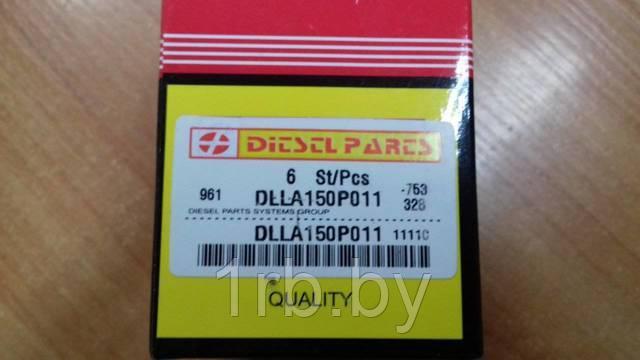 DIESEL PARTS
6 St/Pcs
961 DLLA150P011 -753
328
DIESEL PARTS SYSTEMS GROUP
DLLA150P011 1111C
1rb.by
QUALITY